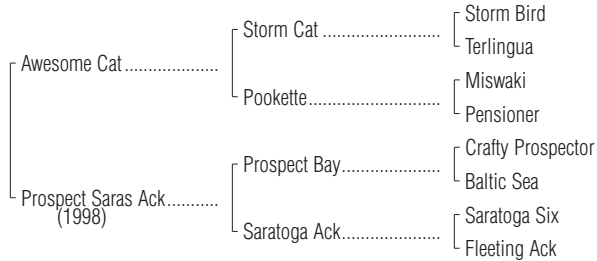 Storm Bird
Storm Cat ........................
Terlingua
Awesome Cat ....................
Miswaki
Pookette...........................
Pensioner
Crafty Prospector
Prospect Bay.....................
Baltic Sea
Prospect Saras Ack...........
(1998)
Saratoga Six
Saratoga Ack.....................
Fleeting Ack